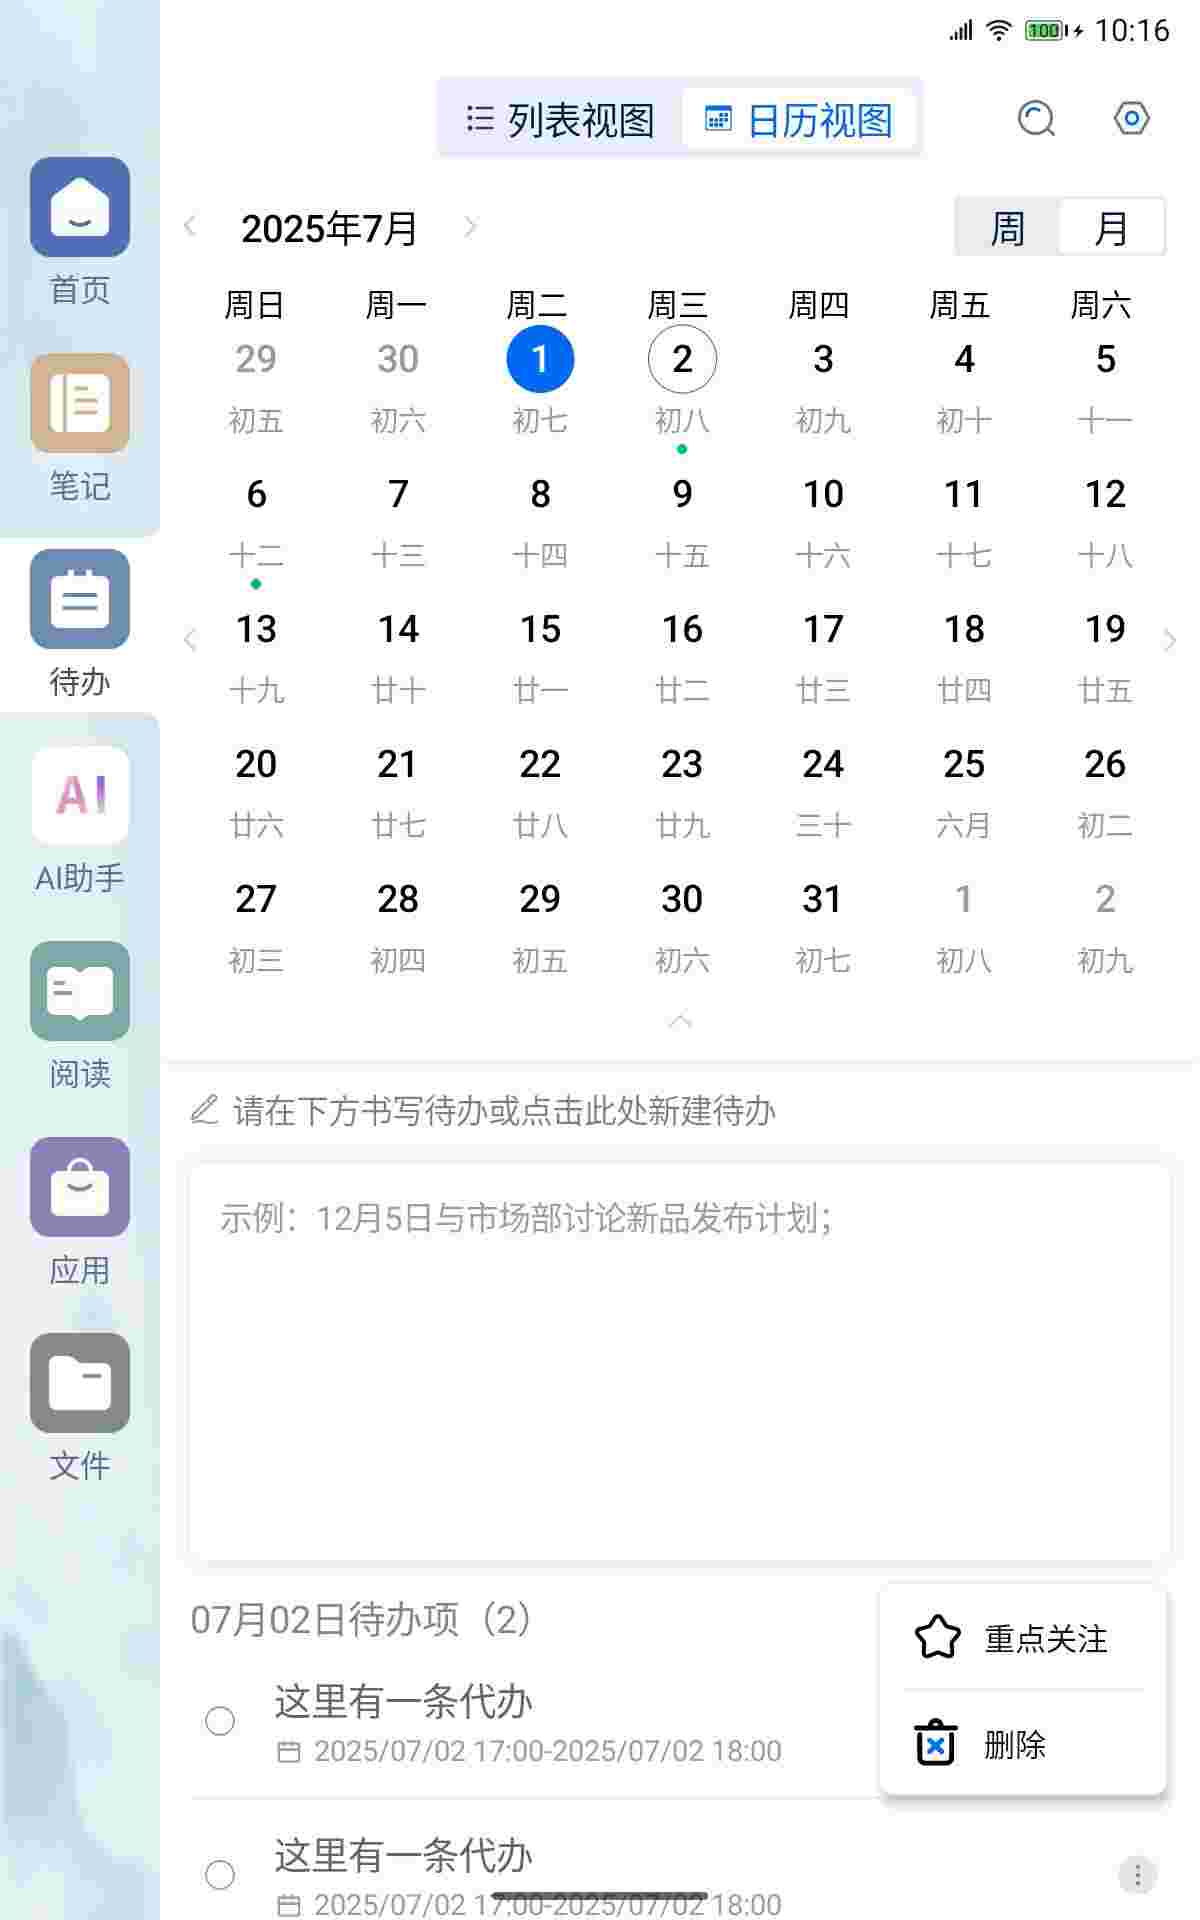 100 10:16
列表视图 日历视图
2025年7月 周 月
周日 周一 周二 周三 周四 周五 周六
29 30 1 2 3 4 5
初五 初六 初七 初八 初九 初十 十一
6 7 8 9 10 11 12
十二 十三 十四 十五 十六 十七 十八
13 14 15 16 17 18 19
十九 廿十 廿一 廿二 廿三 廿四 廿五
20 21 22 23 24 25 26
廿六 廿七 廿八 廿九 三十 六月 初二
27 28 29 30 31 1 2
初三 初四 初五 初六 初七 初八 初九
请在下方书写待办或点击此处新建待办
示例：12月5日与市场部讨论新品发布计划；
07月02日待办项（2）
这里有一条代办
2025/07/02 17:00-2025/07/02 18:00
这里有一条代办
2025/07/02 17:00-2025/07/02 18:00
重点关注
删除
首页
笔记
待办
AI
AI助手
阅读
应用
文件